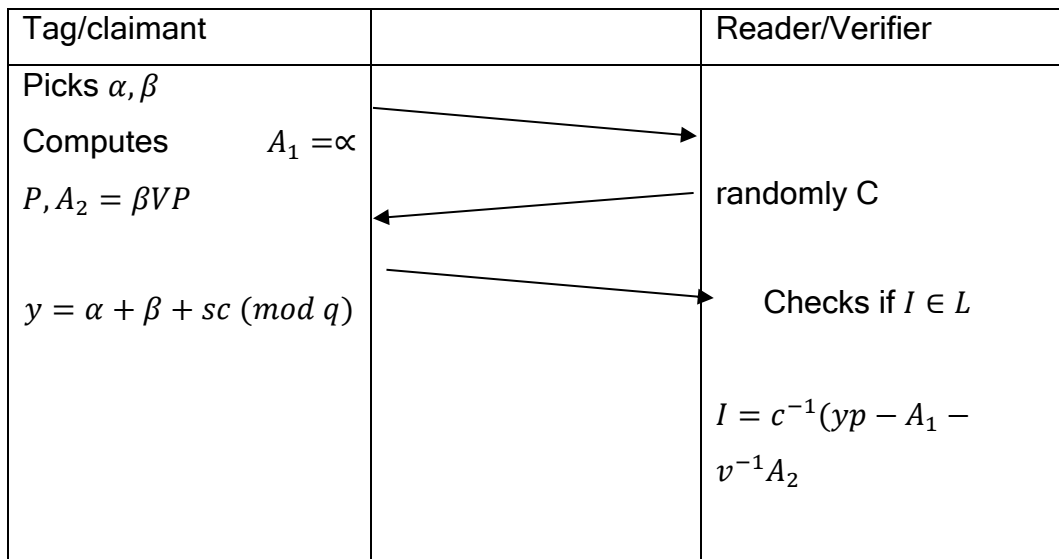 Tag/claimant
Reader/Verifier
Picks 𝛼, 𝛽
Computes 𝐴₁ =∝
𝑃, 𝐴₂ = 𝛽𝑉𝑃
randomly C
𝑦 = 𝛼 + 𝛽 + 𝑠𝑐 (𝑚𝑜𝑑 𝑞)
Checks if 𝐼 ∈ 𝐿
𝐼 = 𝑐⁻¹(𝑦𝑝 − 𝐴₁ −
𝑣⁻¹𝐴₂